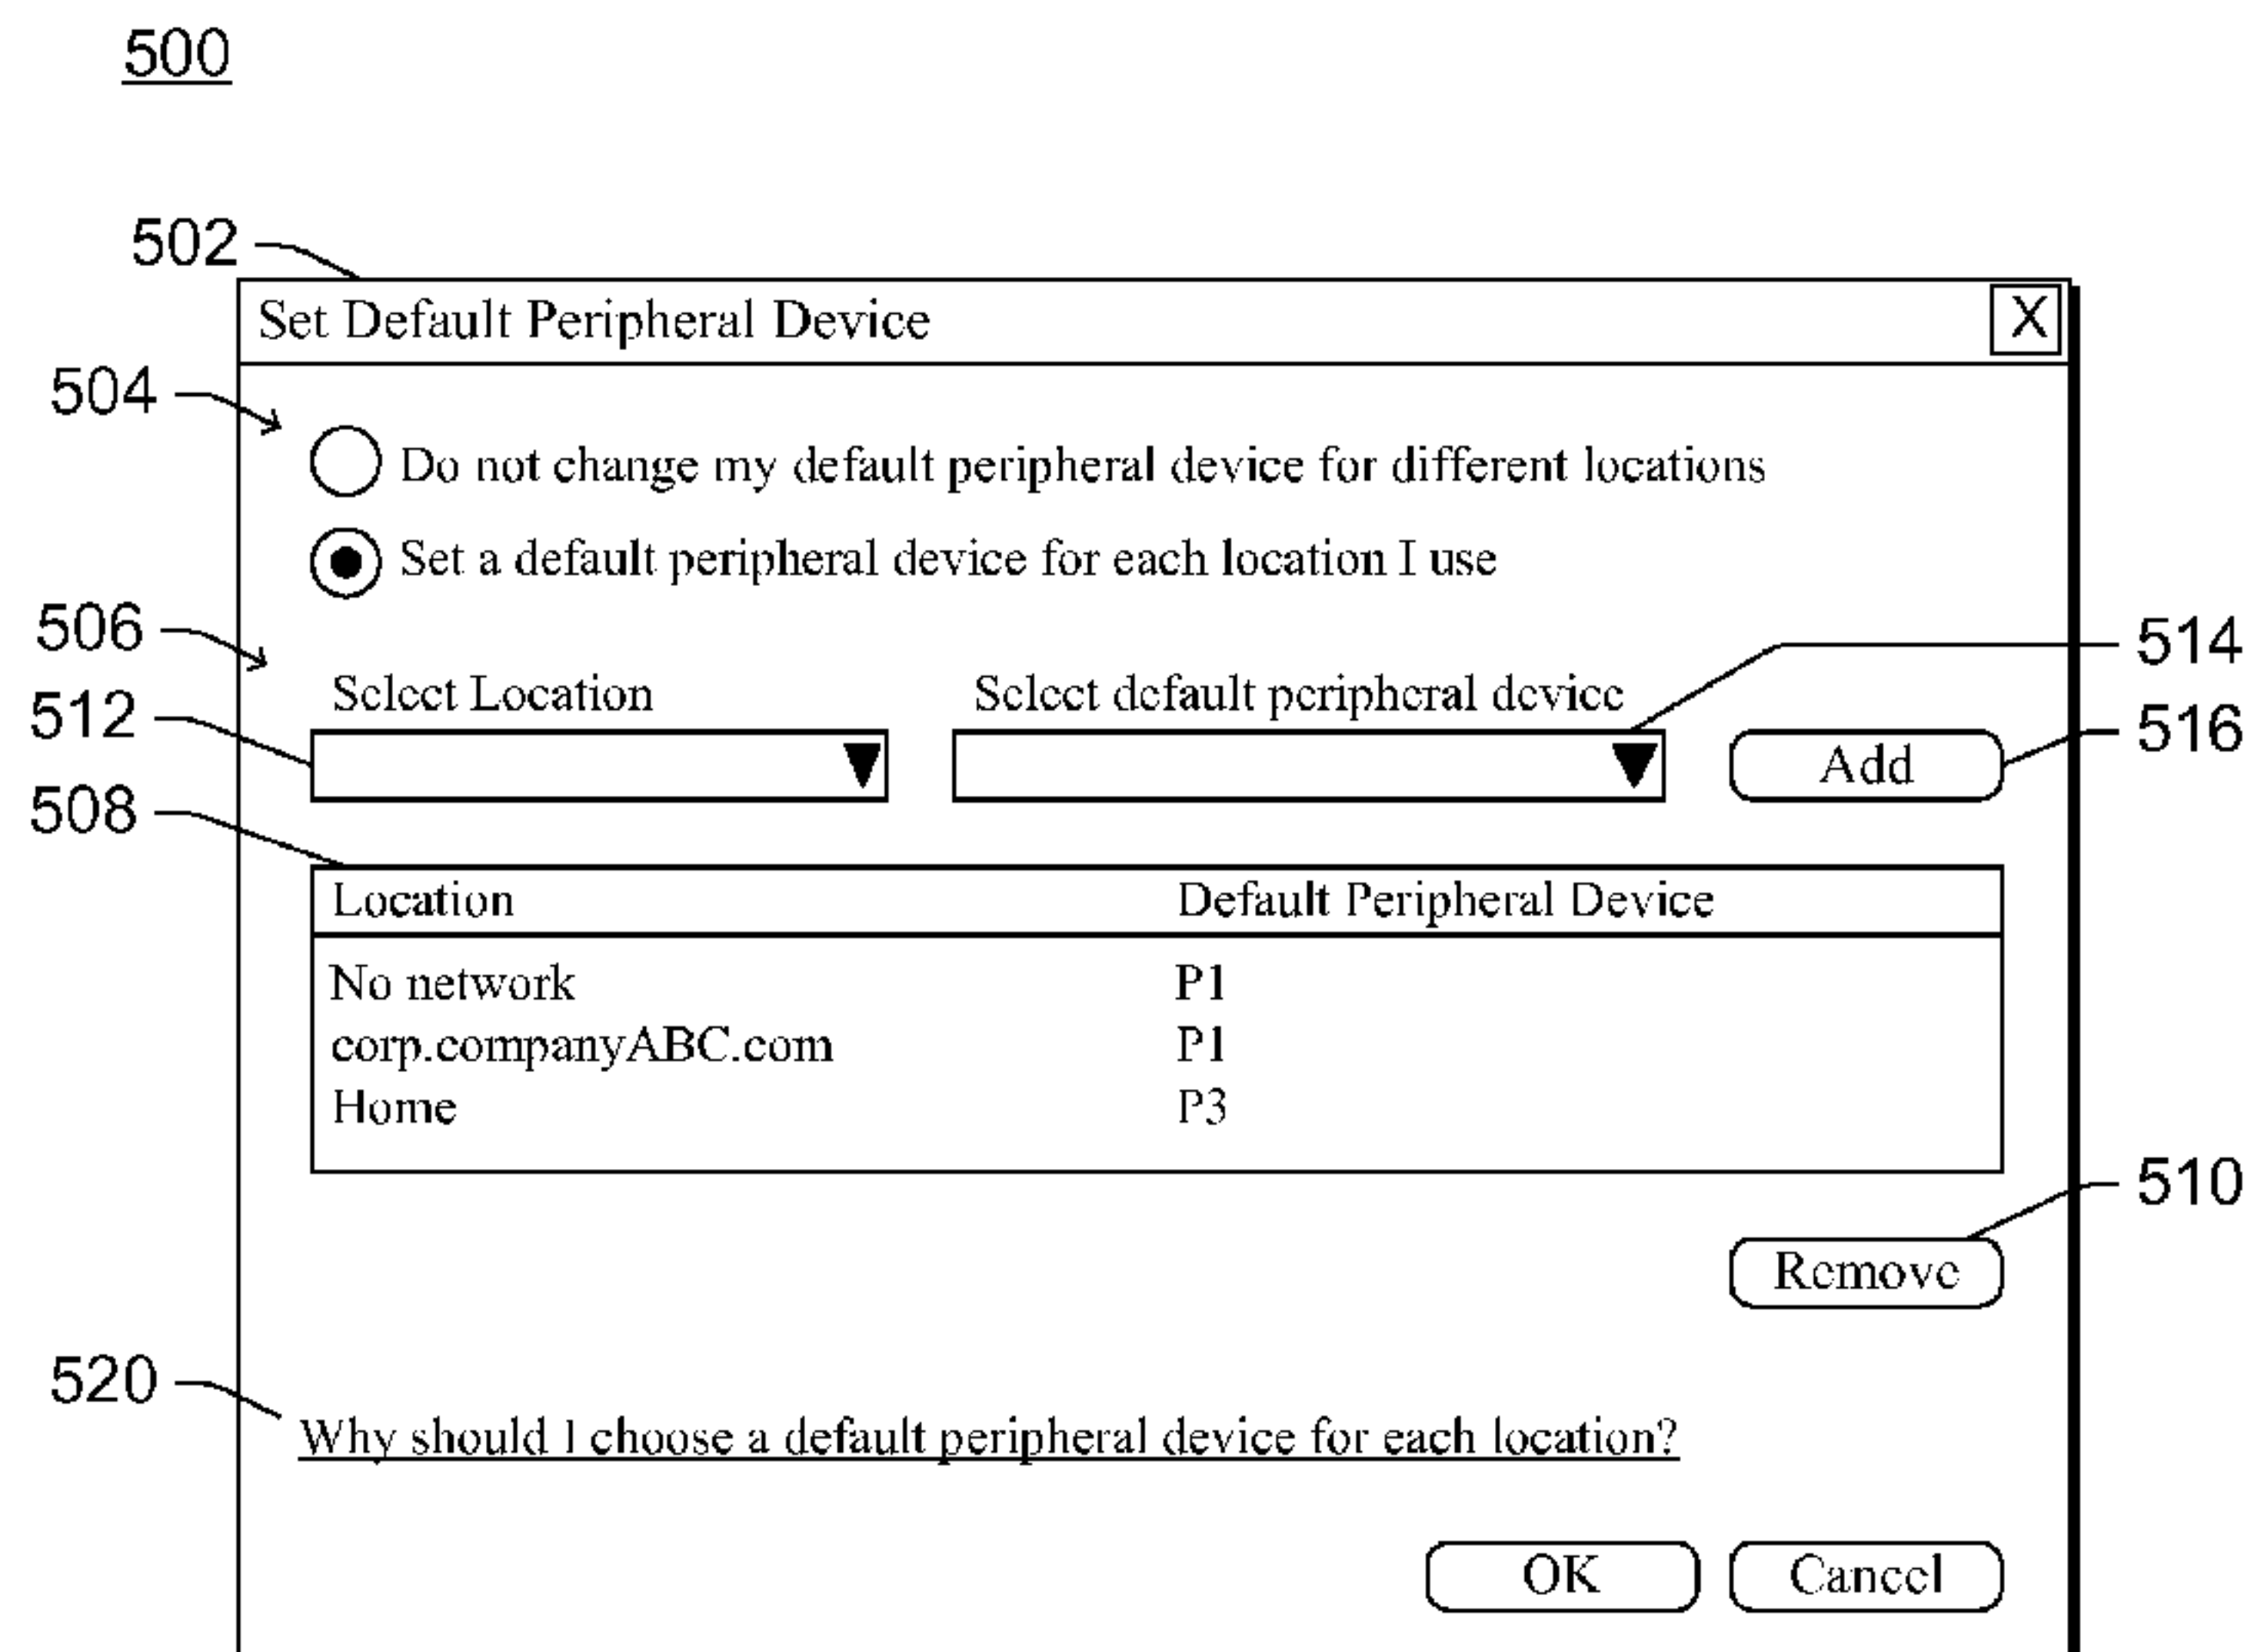 500
502
Set Default Peripheral Device X
504
Do not change my default peripheral device for different locations
Set a default peripheral device for each location I use
506
514
Select Location Select default peripheral device
512
516
Add
508
Location Default Peripheral Device
No network P1
corp.companyABC.com P1
Home P3
510
Remove
520
Why should I choose a default peripheral device for each location?
OK Cancel